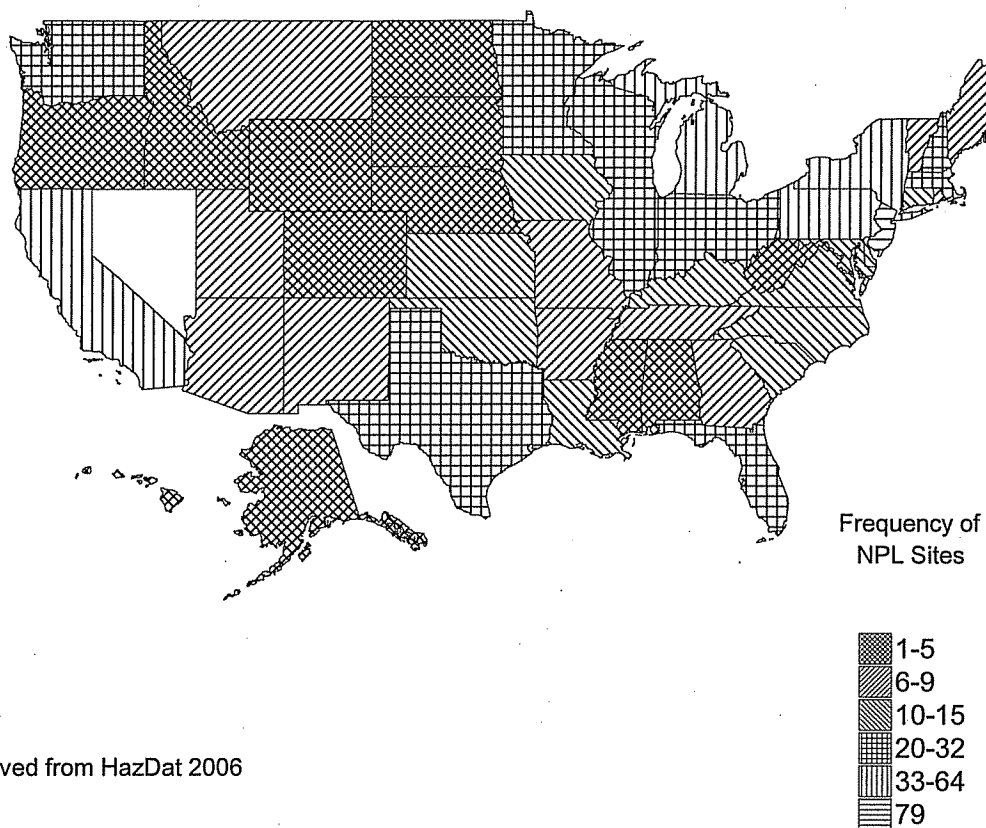 Frequency of
NPL Sites
1-5
6-9
10-15
20-32
33-64
79
ved from HazDat 2006